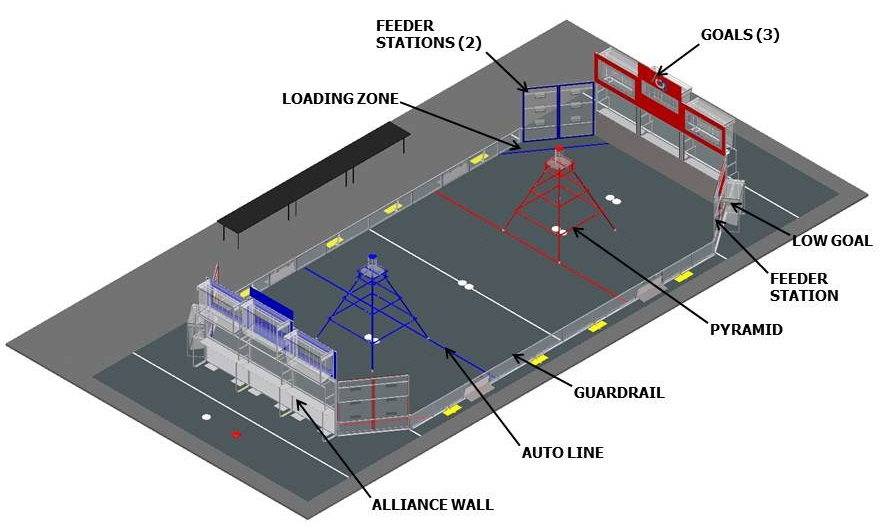 FEEDER
STATIONS (2)
GOALS (3)
LOADING ZONE
LOW GOAL
FEEDER
STATION
PYRAMID
GUARDRAIL
AUTO LINE
ALLIANCE WALL